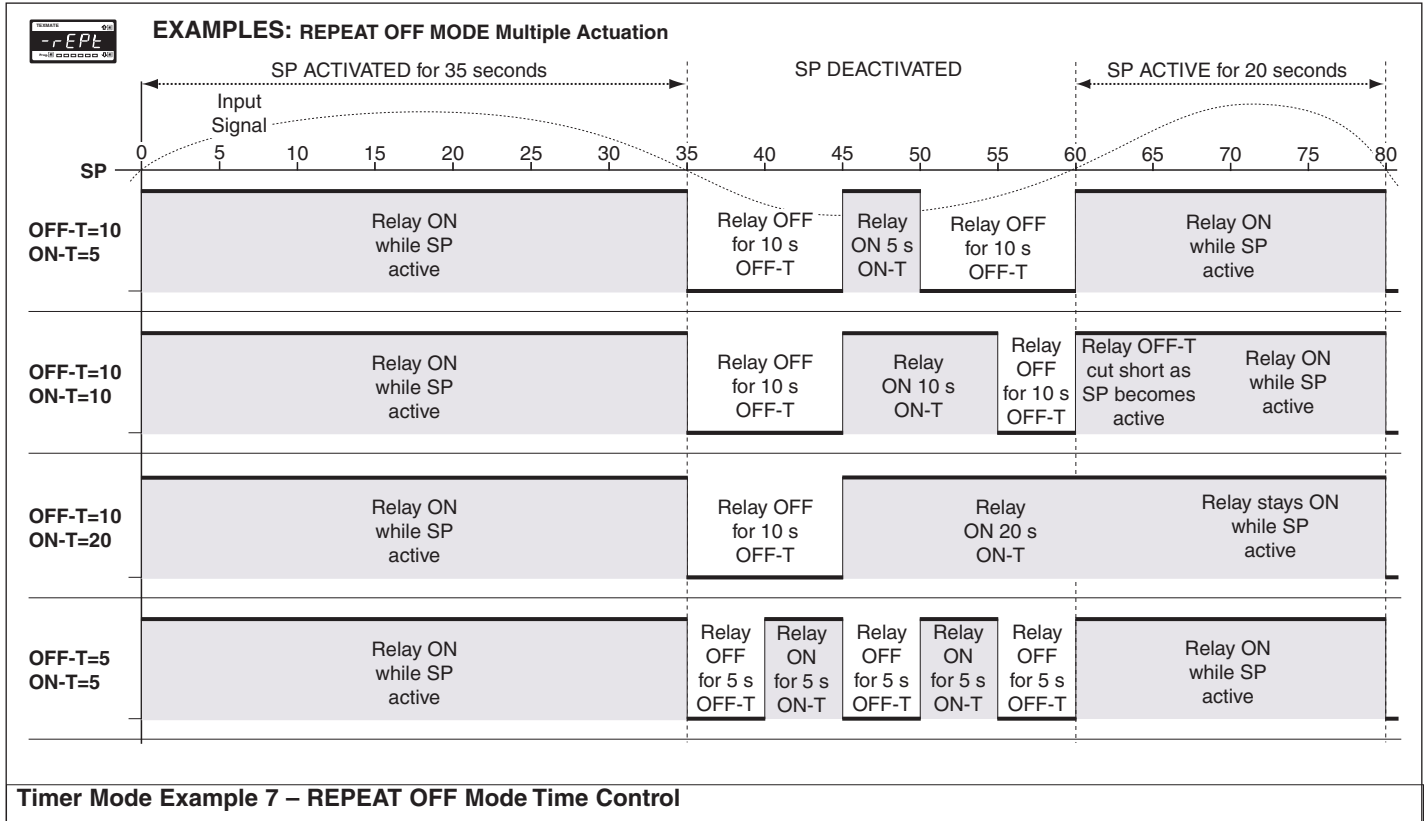 TEXMATE
-rEPt
EXAMPLES: REPEAT OFF MODE Multiple Actuation
SP ACTIVATED for 35 seconds
SP DEACTIVATED
SP ACTIVE for 20 seconds
Input
Signal
SP
0 5 10 15 20 25 30 35 40 45 50 55 60 65 70 75 80
OFF-T=10
ON-T=5
Relay ON
while SP
active
Relay OFF
for 10 s
OFF-T
Relay
ON 5 s
ON-T
Relay OFF
for 10 s
OFF-T
Relay ON
while SP
active
OFF-T=10
ON-T=10
Relay ON
while SP
active
Relay OFF
for 10 s
OFF-T
Relay
ON 10 s
ON-T
Relay
OFF
for 10 s
OFF-T
Relay OFF-T
cut short as
SP becomes
active
Relay ON
while SP
active
OFF-T=10
ON-T=20
Relay ON
while SP
active
Relay OFF
for 10 s
OFF-T
Relay
ON 20 s
ON-T
Relay stays ON
while SP
active
OFF-T=5
ON-T=5
Relay ON
while SP
active
Relay
OFF
for 5 s
OFF-T
Relay
ON
for 5 s
ON-T
Relay
OFF
for 5 s
OFF-T
Relay
ON
for 5 s
ON-T
Relay
OFF
for 5 s
OFF-T
Relay ON
while SP
active
Timer Mode Example 7 – REPEAT OFF Mode Time Control